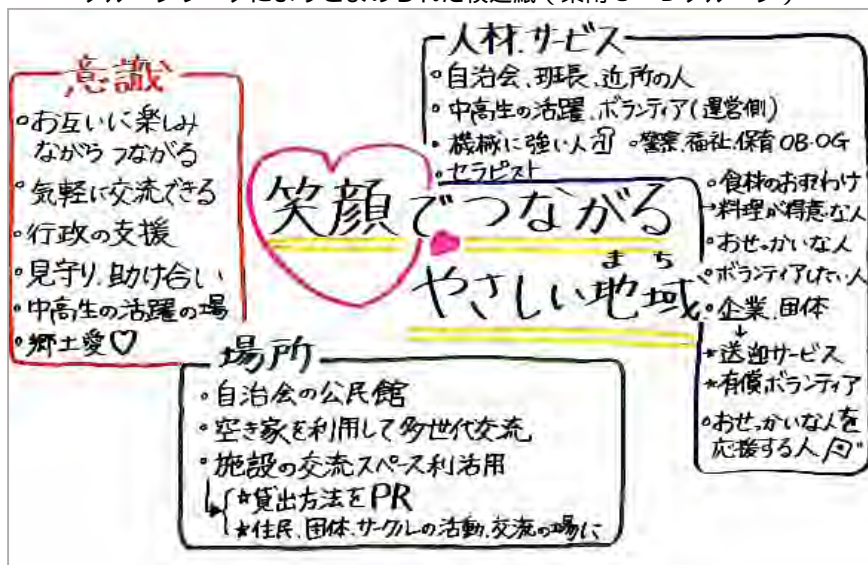 意識
・お互いに楽しみ
ながらつながる
・気軽に交流できる
・行政の支援
・見守り、助け合い
・中高生の活躍の場
・郷土愛♡
笑顔でつながる
まち
やさしい地域
人材、サービス
・自治会、班長、近所の人
・中高生の活躍、ボランティア(運営側)
・機械に強い人 ・警察、福祉、保育OB・OG
・セラピスト
・食材のおすそわけ
→料理が得意な人
・おせっかいな人
・ボランティアしたい人
・企業、団体
↓
★送迎サービス
★有償ボランティア
・おせっかいな人を
応援する人
場所
・自治会の公民館
・空き家を利用して多世代交流
・施設の交流スペース利活用
★貸出方法をPR
★住民、団体、サークルの活動、交流の場に